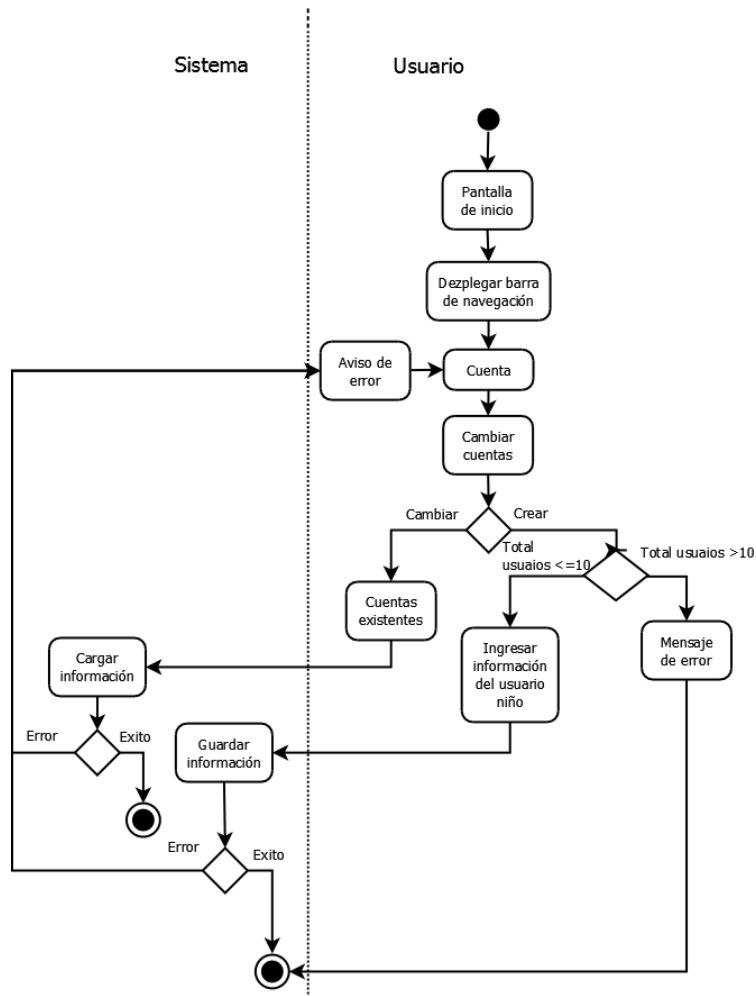 Sistema
Usuario
Pantalla
de inicio
Dezplegar barra
de navegación
Aviso de
error
Cuenta
Cambiar
cuentas
Cambiar
Crear
Total
usuaios <=10
Total usuaios >10
Cuentas
existentes
Ingresar
información
del usuario
niño
Mensaje
de error
Cargar
información
Error
Exito
Guardar
información
Error
Exito